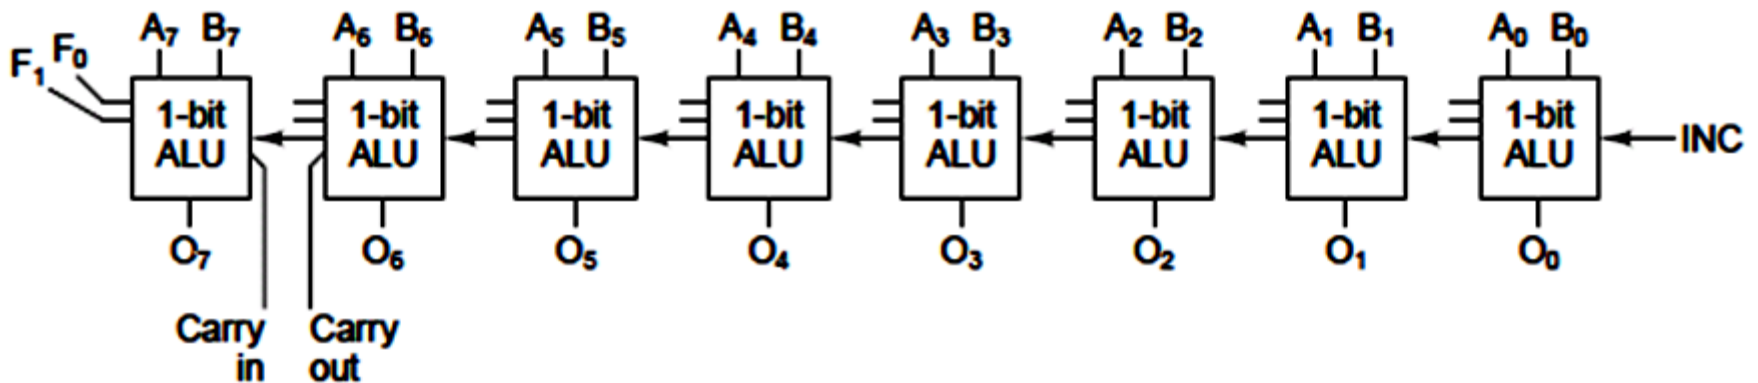 A₇ B₇ A₆ B₆ A₅ B₅ A₄ B₄ A₃ B₃ A₂ B₂ A₁ B₁ A₀ B₀
F₁ F₀
1-bit 1-bit 1-bit 1-bit 1-bit 1-bit 1-bit 1-bit
ALU ALU ALU ALU ALU ALU ALU ALU INC
O₇ O₆ O₅ O₄ O₃ O₂ O₁ O₀
Carry Carry
in out